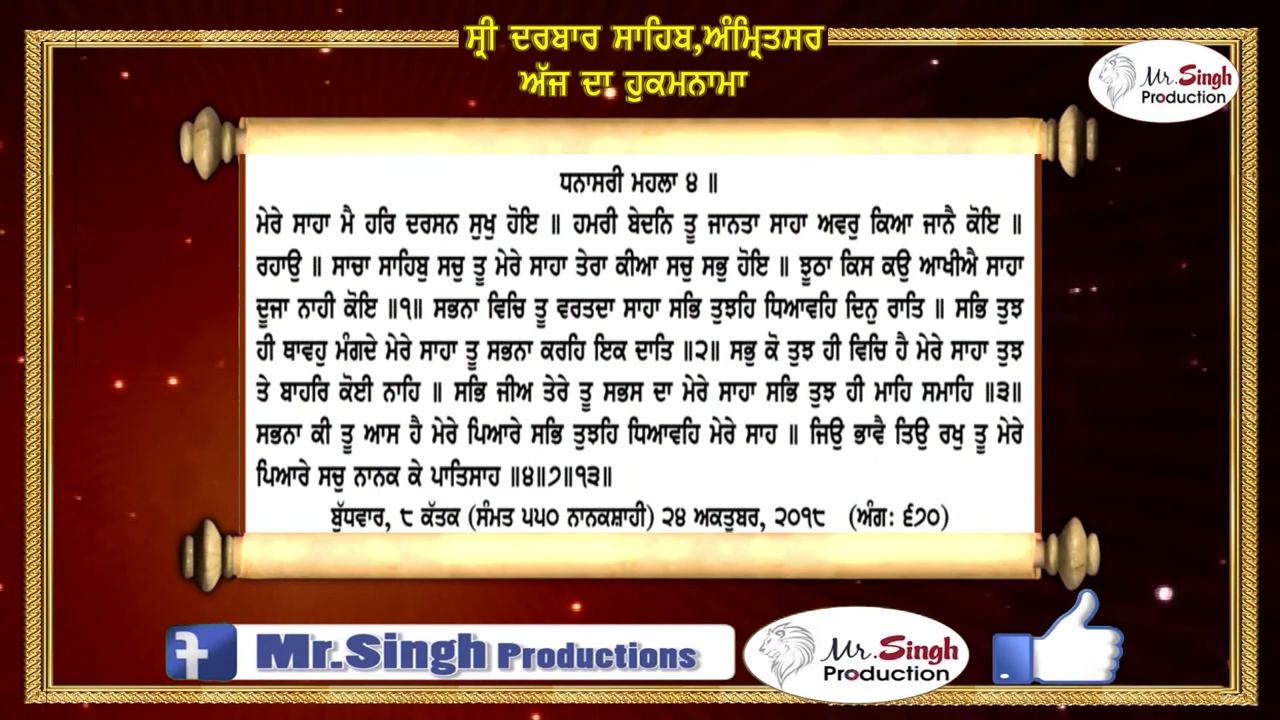 ਸ੍ਰੀ ਦਰਬਾਰ ਸਾਹਿਬ,ਅੰਮ੍ਰਿਤਸਰ
ਅੱਜ ਦਾ ਹੁਕਮਨਾਮਾ
Mr.Singh
Production
ਧਨਾਸਰੀ ਮਹਲਾ ੪ ॥
ਮੇਰੇ ਸਾਹਾ ਮੈ ਹਰਿ ਦਰਸਨ ਸੁਖੁ ਹੋਇ ॥ ਹਮਰੀ ਬੇਦਨਿ ਤੂ ਜਾਨਤਾ ਸਾਹਾ ਅਵਰੁ ਕਿਆ ਜਾਨੈ ਕੋਇ ॥
ਰਹਾਉ ॥ ਸਾਚਾ ਸਾਹਿਬੁ ਸਚੁ ਤੂ ਮੇਰੇ ਸਾਹਾ ਤੇਰਾ ਕੀਆ ਸਚੁ ਸਭੁ ਹੋਇ ॥ ਝੂਠਾ ਕਿਸ ਕਉ ਆਖੀਐ ਸਾਹਾ
ਦੂਜਾ ਨਾਹੀ ਕੋਇ ॥੧॥ ਸਭਨਾ ਵਿਚਿ ਤੂ ਵਰਤਦਾ ਸਾਹਾ ਸਭਿ ਤੁਝਹਿ ਧਿਆਵਹਿ ਦਿਨੁ ਰਾਤਿ ॥ ਸਭਿ ਤੁਝ
ਹੀ ਥਾਵਹੁ ਮੰਗਦੇ ਮੇਰੇ ਸਾਹਾ ਤੂ ਸਭਨਾ ਕਰਹਿ ਇਕ ਦਾਤਿ ॥੨॥ ਸਭੁ ਕੋ ਤੁਝ ਹੀ ਵਿਚਿ ਹੈ ਮੇਰੇ ਸਾਹਾ ਤੁਝ
ਤੇ ਬਾਹਰਿ ਕੋਈ ਨਾਹਿ ॥ ਸਭਿ ਜੀਅ ਤੇਰੇ ਤੂ ਸਭਸ ਦਾ ਮੇਰੇ ਸਾਹਾ ਸਭਿ ਤੁਝ ਹੀ ਮਾਹਿ ਸਮਾਹਿ ॥੩॥
ਸਭਨਾ ਕੀ ਤੂ ਆਸ ਹੈ ਮੇਰੇ ਪਿਆਰੇ ਸਭਿ ਤੁਝਹਿ ਧਿਆਵਹਿ ਮੇਰੇ ਸਾਹ ॥ ਜਿਉ ਭਾਵੈ ਤਿਉ ਰਖੁ ਤੂ ਮੇਰੇ
ਪਿਆਰੇ ਸਚੁ ਨਾਨਕ ਕੇ ਪਾਤਿਸਾਹ ॥੪॥੭॥੧੩॥
ਬੁੱਧਵਾਰ, ੮ ਕੱਤਕ (ਸੰਮਤ ੫੫੦ ਨਾਨਕਸ਼ਾਹੀ) ੨੪ ਅਕਤੂਬਰ, ੨੦੧੮ (ਅੰਗ: ੬੭੦)
f Mr.Singh Productions
Mr.Singh
Production